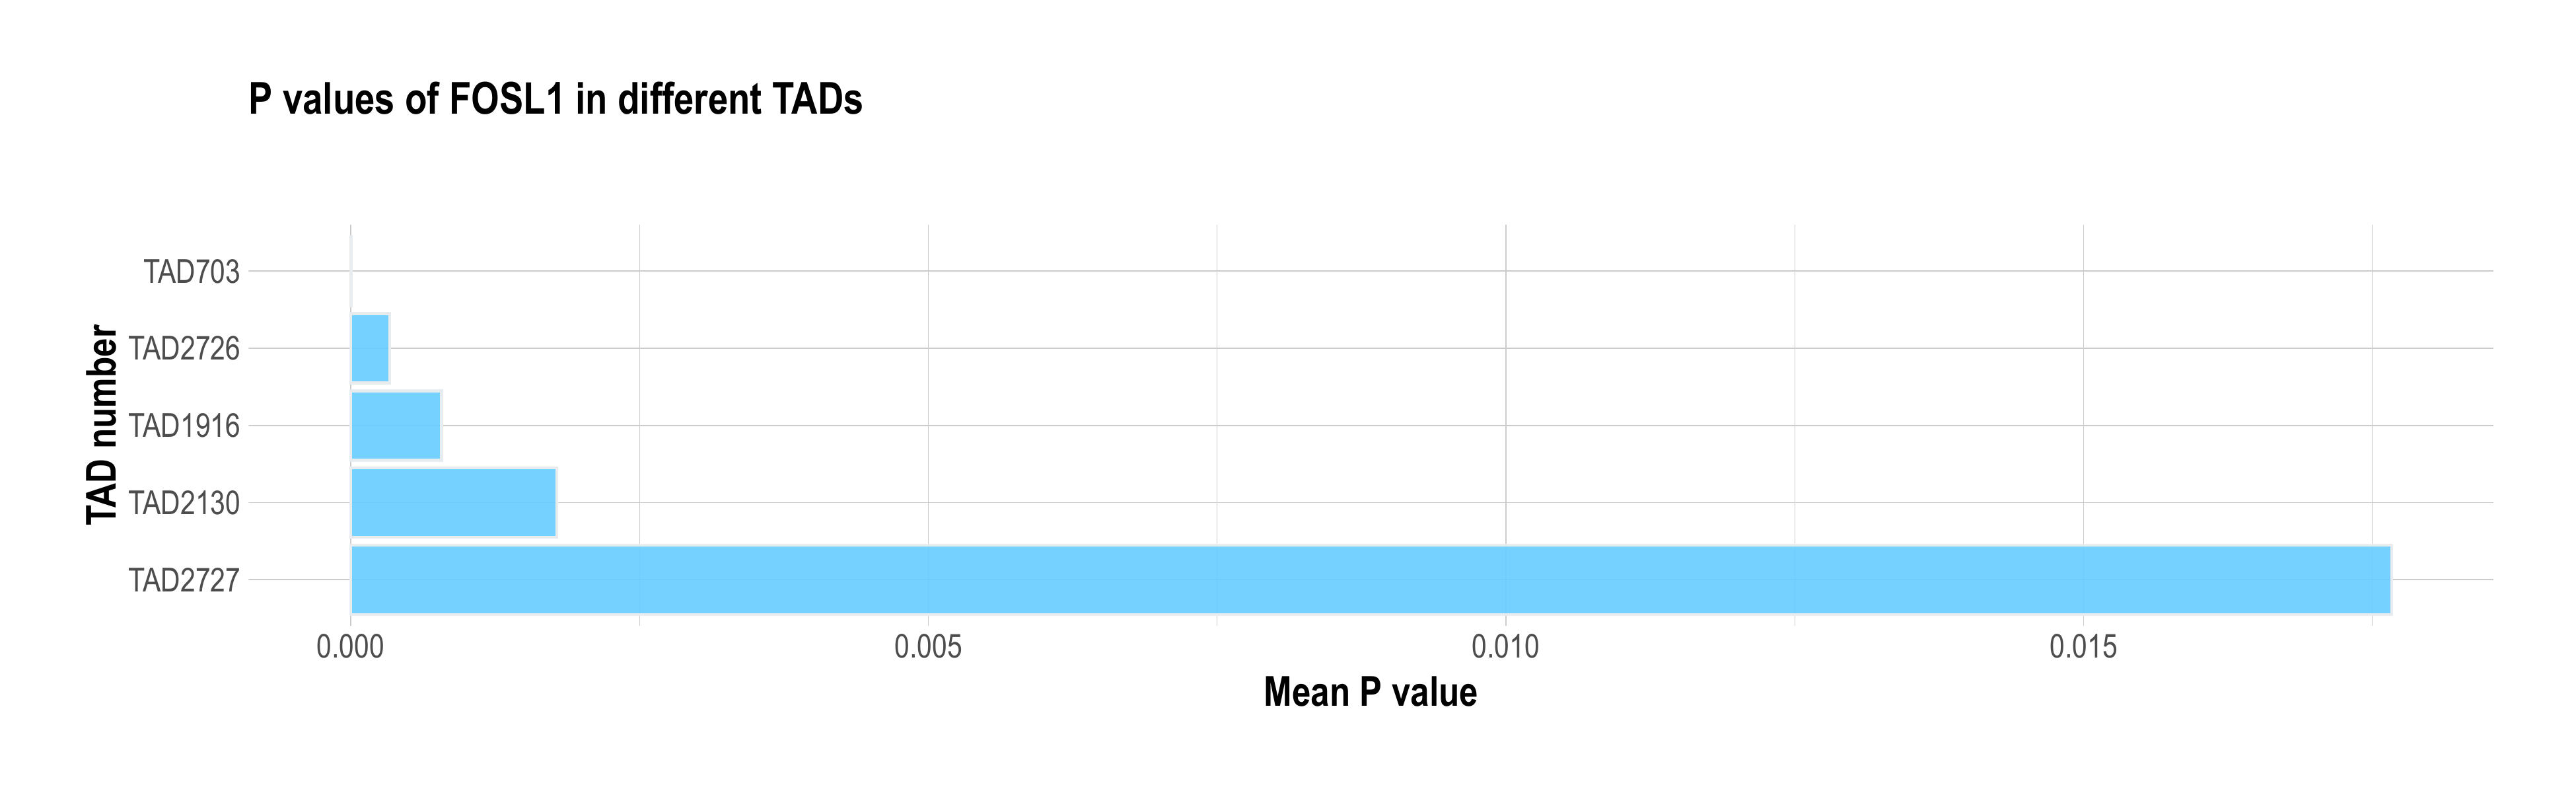 P values of FOSL1 in different TADs
TAD number
TAD703
TAD2726
TAD1916
TAD2130
TAD2727
0.000 0.005 0.010 0.015
Mean P value